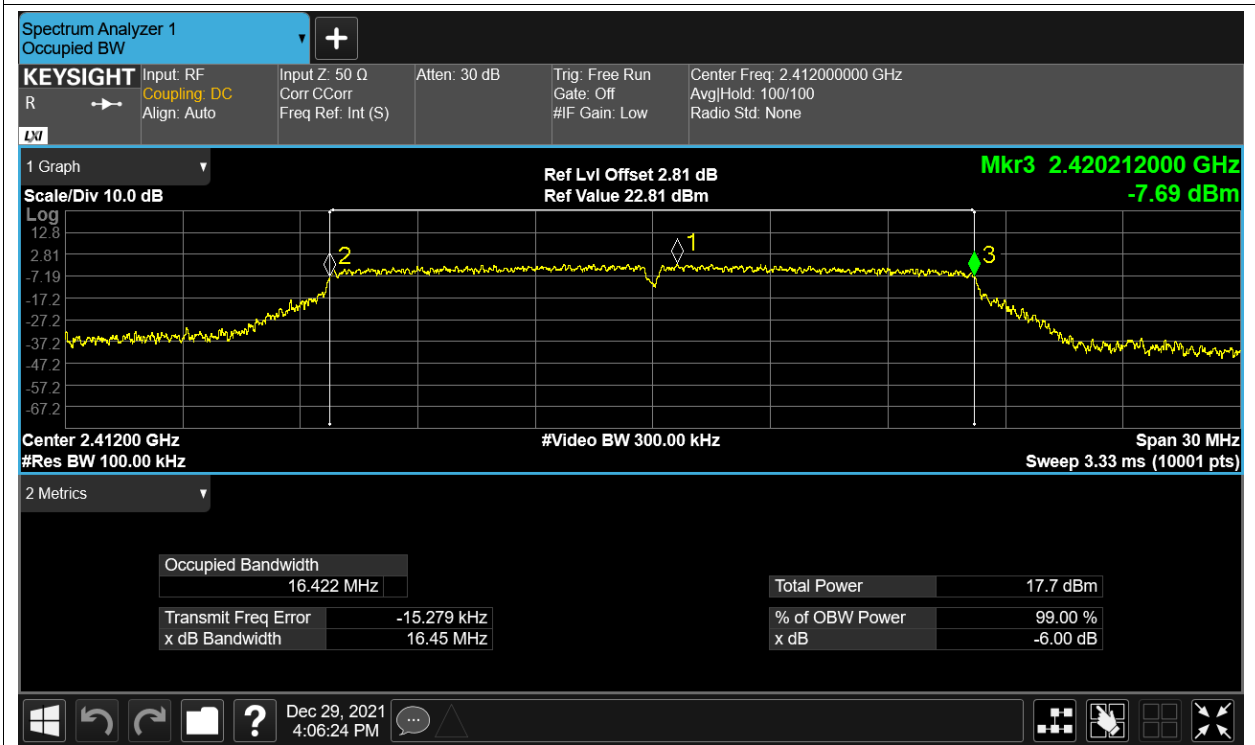 Spectrum Analyzer 1
Occupied BW
KEYSIGHT
R
LXI
Input: RF
Coupling: DC
Align: Auto
Input Z: 50 Ω
Corr CCorr
Freq Ref: Int (S)
Atten: 30 dB
Trig: Free Run
Gate: Off
#IF Gain: Low
Center Freq: 2.412000000 GHz
Avg|Hold: 100/100
Radio Std: None
1 Graph
Scale/Div 10.0 dB
Ref Lvl Offset 2.81 dB
Ref Value 22.81 dBm
Mkr3 2.420212000 GHz
-7.69 dBm
Log
12.8
2.81
-7.19
-17.2
-27.2
-37.2
-47.2
-57.2
-67.2
2
1
3
Center 2.41200 GHz
#Res BW 100.00 kHz
#Video BW 300.00 kHz
Span 30 MHz
Sweep 3.33 ms (10001 pts)
2 Metrics
Occupied Bandwidth
16.422 MHz
Transmit Freq Error -15.279 kHz
x dB Bandwidth 16.45 MHz
Total Power 17.7 dBm
% of OBW Power 99.00 %
x dB -6.00 dB
?
Dec 29, 2021
4:06:24 PM